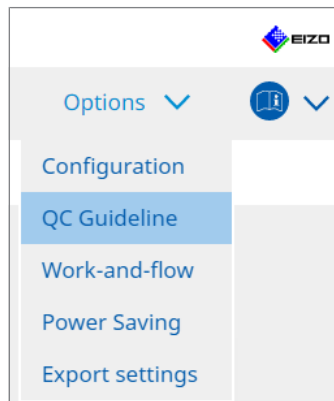 EIZO
Options
Configuration
QC Guideline
Work-and-flow
Power Saving
Export settings